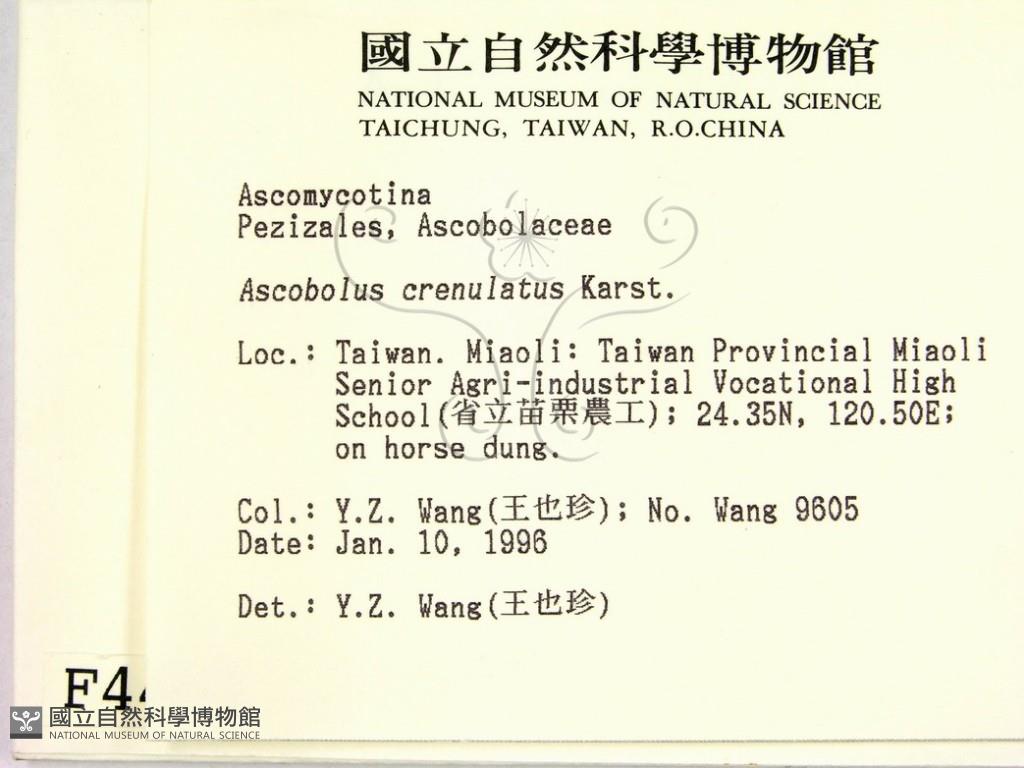 國立自然科學博物館
NATIONAL MUSEUM OF NATURAL SCIENCE
TAICHUNG, TAIWAN, R.O.CHINA
Ascomycotina
Pezizales, Ascobolaceae
Ascobolus crenulatus Karst.
Loc.: Taiwan. Miaoli: Taiwan Provincial Miaoli
Senior Agri-industrial Vocational High
School(省立苗栗農工); 24.35N, 120.50E;
on horse dung.
Col.: Y.Z. Wang(王也珍); No. Wang 9605
Date: Jan. 10, 1996
Det.: Y.Z. Wang(王也珍)
國立自然科學博物館
NATIONAL MUSEUM OF NATURAL SCIENCE